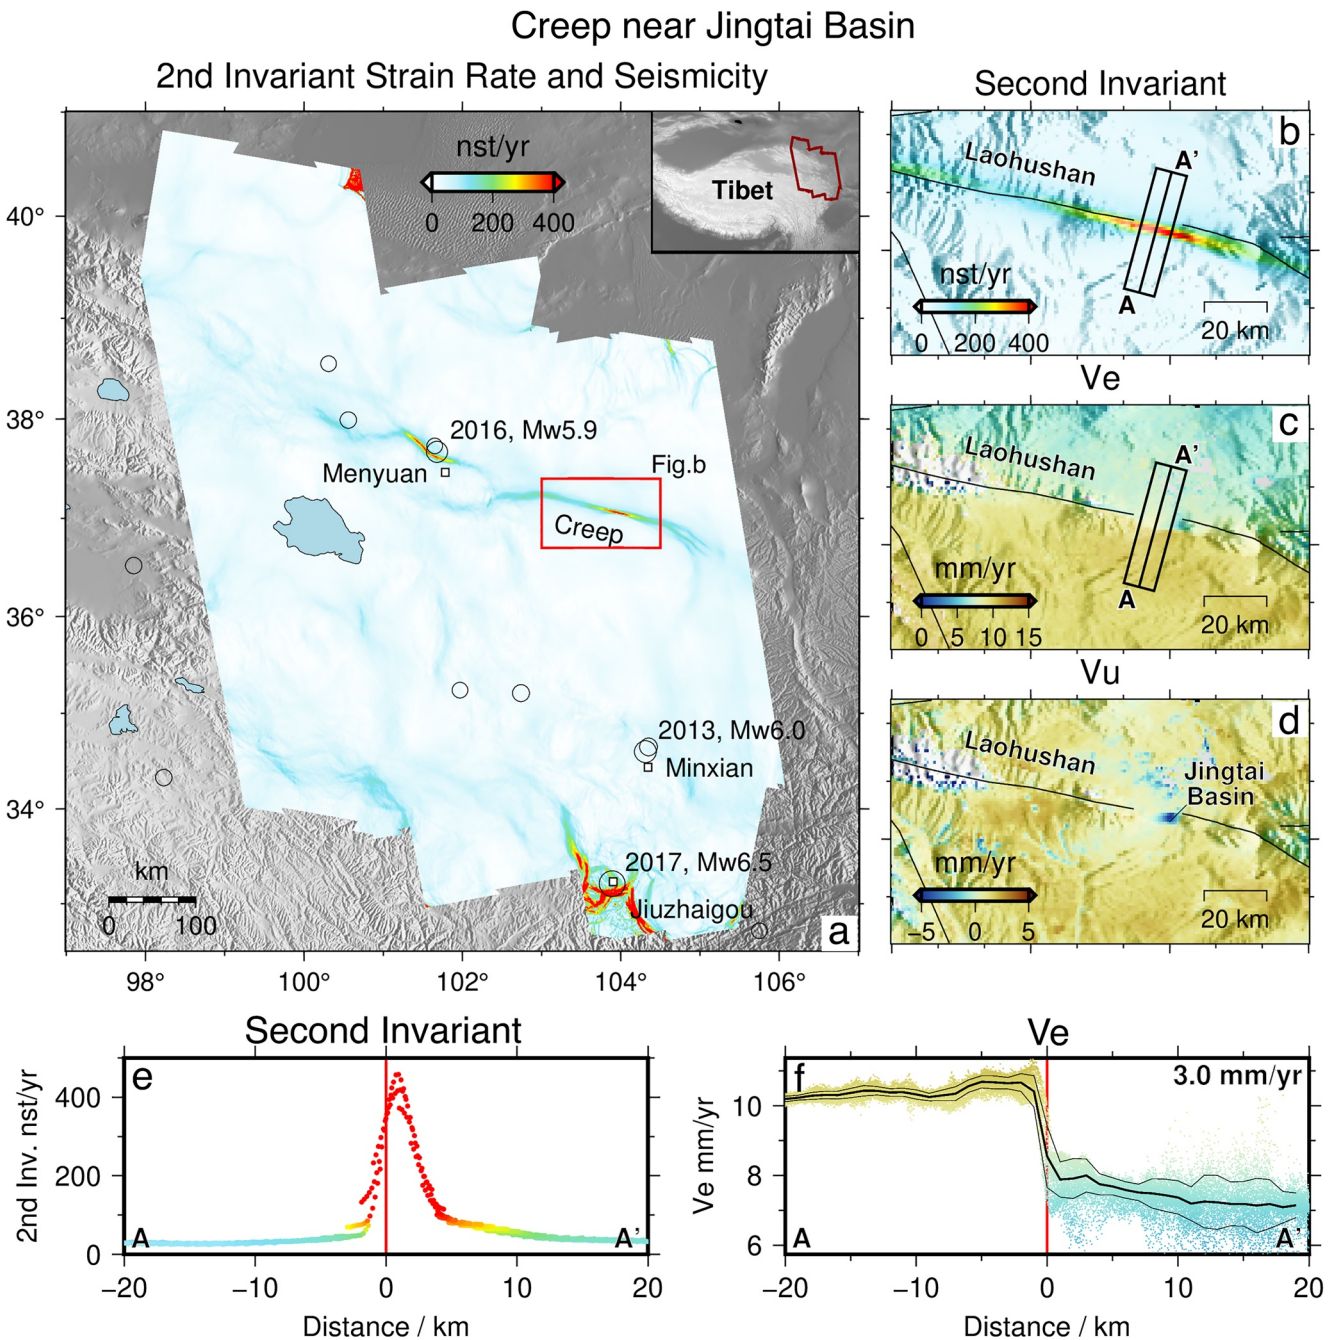 Creep near Jingtai Basin
2nd Invariant Strain Rate and Seismicity
nst/yr
0 200 400
Tibet
40°
38°
36°
34°
2016, Mw5.9
Menyuan
Fig.b
Creep
2013, Mw6.0
Minxian
2017, Mw6.5
Jiuzhaigou
km
0 100
a
98° 100° 102° 104° 106°
Second Invariant
b
Laohushan
A'
A
nst/yr
0 200 400
20 km
Ve
c
Laohushan
A'
A
mm/yr
0 5 10 15
20 km
Vu
d
Laohushan
Jingtai
Basin
mm/yr
−5 0 5
20 km
Second Invariant
e
2nd Inv. nst/yr
400
200
0
A A'
−20 −10 0 10 20
Distance / km
Ve
f
3.0 mm/yr
Ve mm/yr
10
8
6
A A'
−20 −10 0 10 20
Distance / km